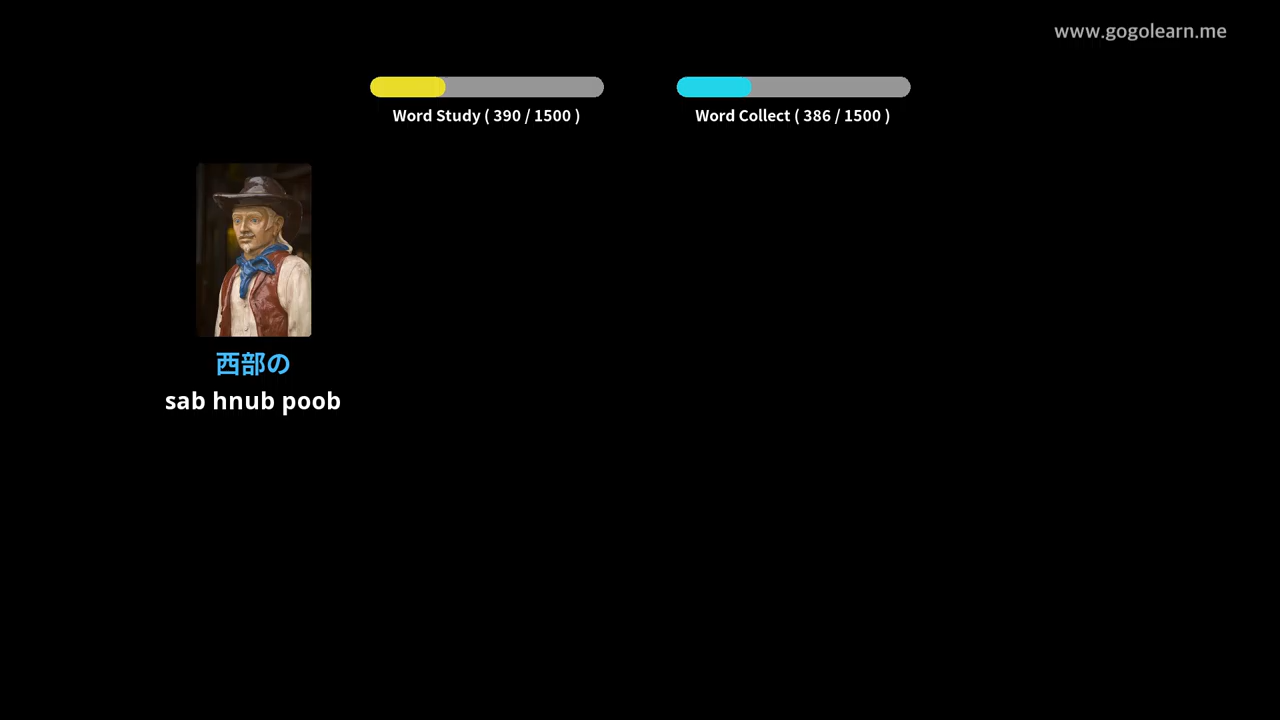 www.gogolearn.me
Word Study ( 390 / 1500 )
Word Collect ( 386 / 1500 )
西部の
sab hnub poob